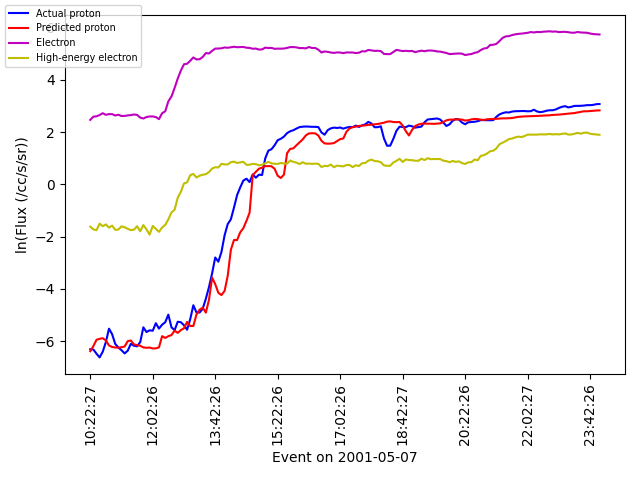 Actual proton
Predicted proton
Electron
High-energy electron
4
2
0
−2
−4
−6
ln(Flux (/cc/s/sr))
10:22:27
12:02:26
13:42:26
15:22:26
17:02:26
18:42:27
20:22:26
22:02:27
23:42:26
Event on 2001-05-07